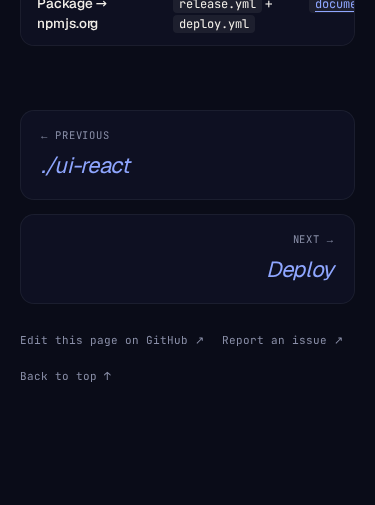 Package →
npmjs.org
release.yml +
deploy.yml
← PREVIOUS
./ui-react
NEXT →
Deploy
Edit this page on GitHub ↗ Report an issue ↗
Back to top ↑